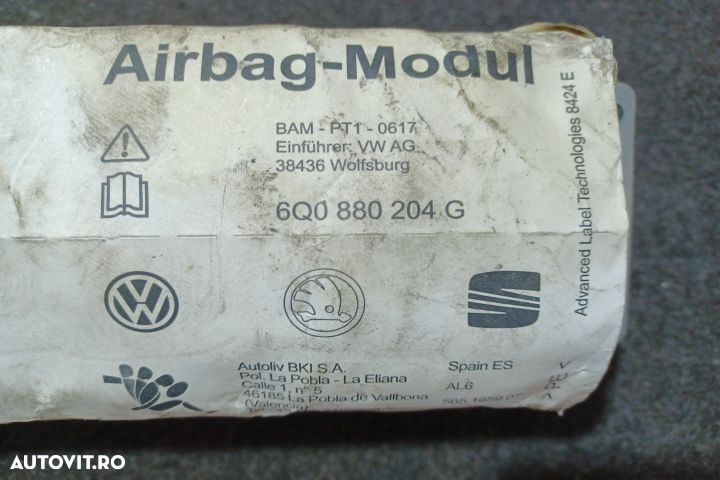 Airbag-Modul
BAM - PT1 - 0617
Einführer: VW AG
38436 Wolfsburg
6Q0 880 204 G
Advanced Label Technologies 8424 E
Autoliv BKI S.A.
Pol. La Pobla - La Eliana
Calle 1, n° 5
46185 La Pobla de Vallbona
(Valencia)
Spain ES
AL6
AUTOVIT.RO